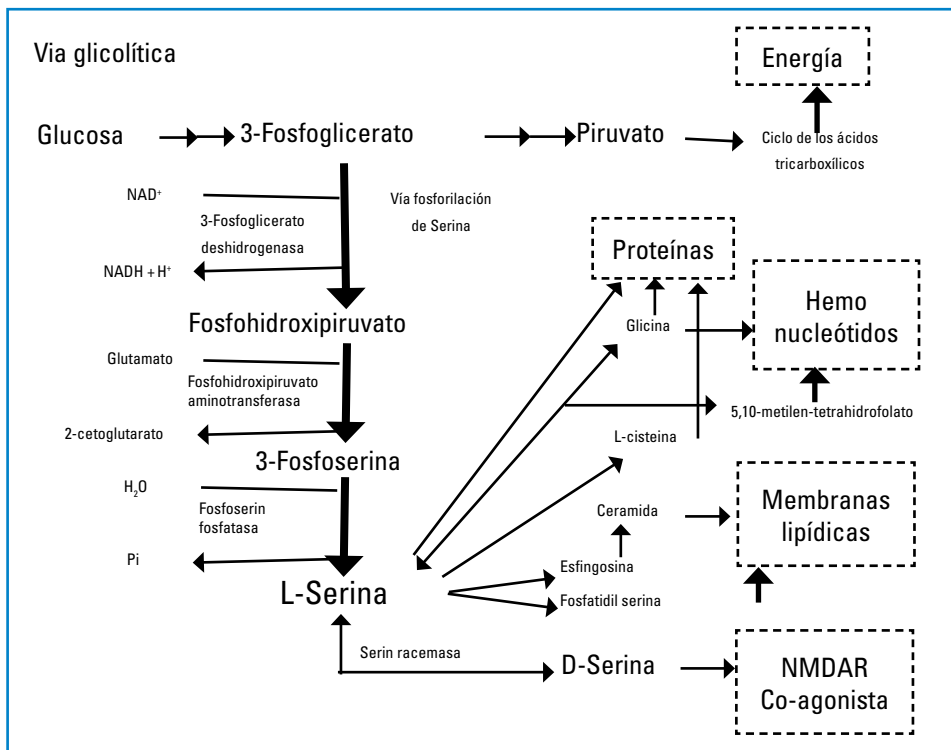 Via glicolítica
Energía
Glucosa
3-Fosfoglicerato
Piruvato
Ciclo de los ácidos
tricarboxílicos
NAD⁺
3-Fosfoglicerato
deshidrogenasa
Vía fosforilación
de Serina
NADH + H⁺
Proteínas
Fosfohidroxipiruvato
Glicina
Hemo
nucleótidos
Glutamato
Fosfohidroxipiruvato
aminotransferasa
5,10-metilen-tetrahidrofolato
2-cetoglutarato
L-cisteina
3-Fosfoserina
H₂O
Fosfoserin
fosfatasa
Ceramida
Membranas
lipídicas
Pi
Esfingosina
L-Serina
Fosfatidil serina
Serin racemasa
D-Serina
NMDAR
Co-agonista